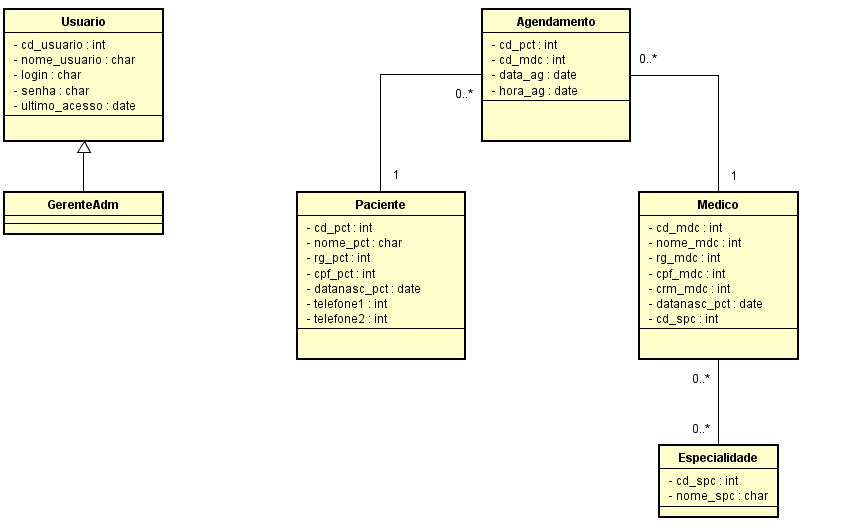 Usuario
- cd_usuario : int
- nome_usuario : char
- login : char
- senha : char
- ultimo_acesso : date
GerenteAdm
Agendamento
- cd_pct : int
- cd_mdc : int
- data_ag : date
- hora_ag : date
0..*
0..*
1
1
Paciente
- cd_pct : int
- nome_pct : char
- rg_pct : int
- cpf_pct : int
- datanasc_pct : date
- telefone1 : int
- telefone2 : int
Medico
- cd_mdc : int
- nome_mdc : int
- rg_mdc : int
- cpf_mdc : int
- crm_mdc : int
- datanasc_pct : date
- cd_spc : int
0..*
0..*
Especialidade
- cd_spc : int
- nome_spc : char